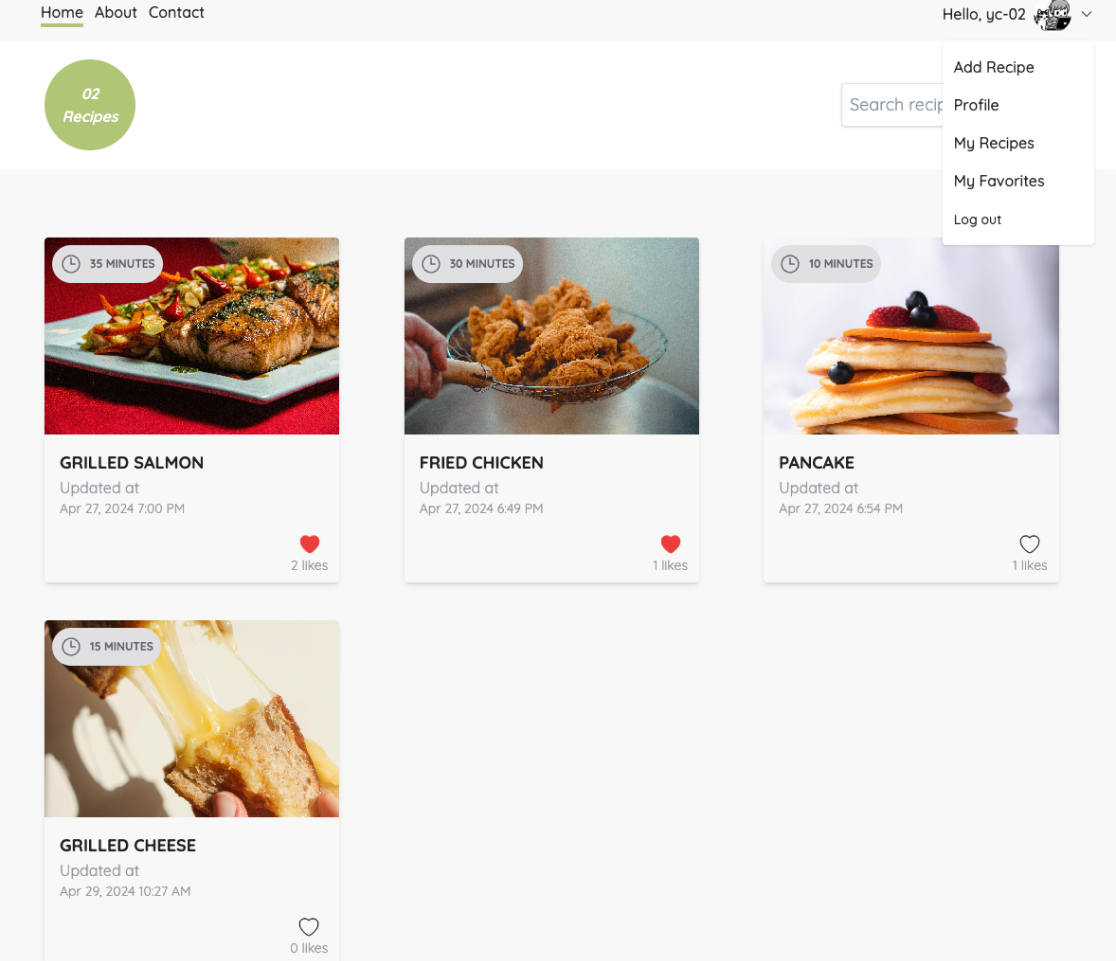 Home About Contact
Hello, yc-02
Add Recipe
Profile
My Recipes
My Favorites
Log out
02
Recipes
Search recip
35 MINUTES
30 MINUTES
10 MINUTES
GRILLED SALMON
Updated at
Apr 27, 2024 7:00 PM
2 likes
FRIED CHICKEN
Updated at
Apr 27, 2024 6:49 PM
1 likes
PANCAKE
Updated at
Apr 27, 2024 6:54 PM
1 likes
15 MINUTES
GRILLED CHEESE
Updated at
Apr 29, 2024 10:27 AM
0 likes